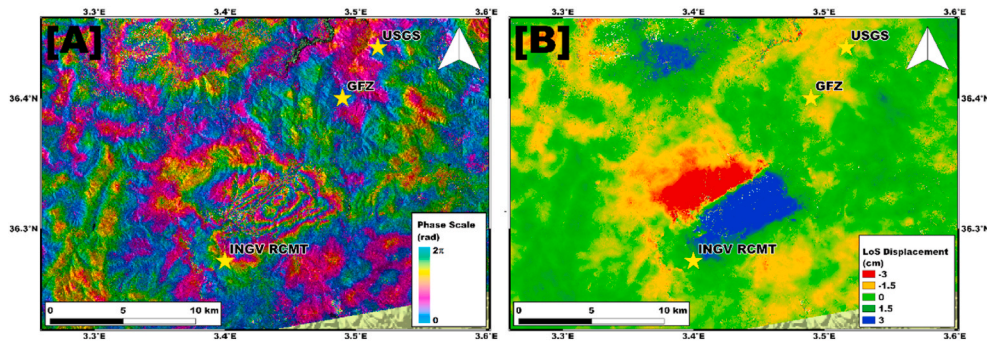 3.3°E 3.4°E 3.5°E 3.6°E
[A]
USGS
GFZ
36.4°N
36.3°N
INGV RCMT
Phase Scale
(rad)
2π
0
0 5 10 km
3.3°E 3.4°E 3.5°E 3.6°E
3.3°E 3.4°E 3.5°E 3.6°E
[B]
USGS
GFZ
36.4°N
36.3°N
INGV RCMT
LoS Displacement
(cm)
-3
-1.5
0
1.5
3
0 5 10 km
3.3°E 3.4°E 3.5°E 3.6°E